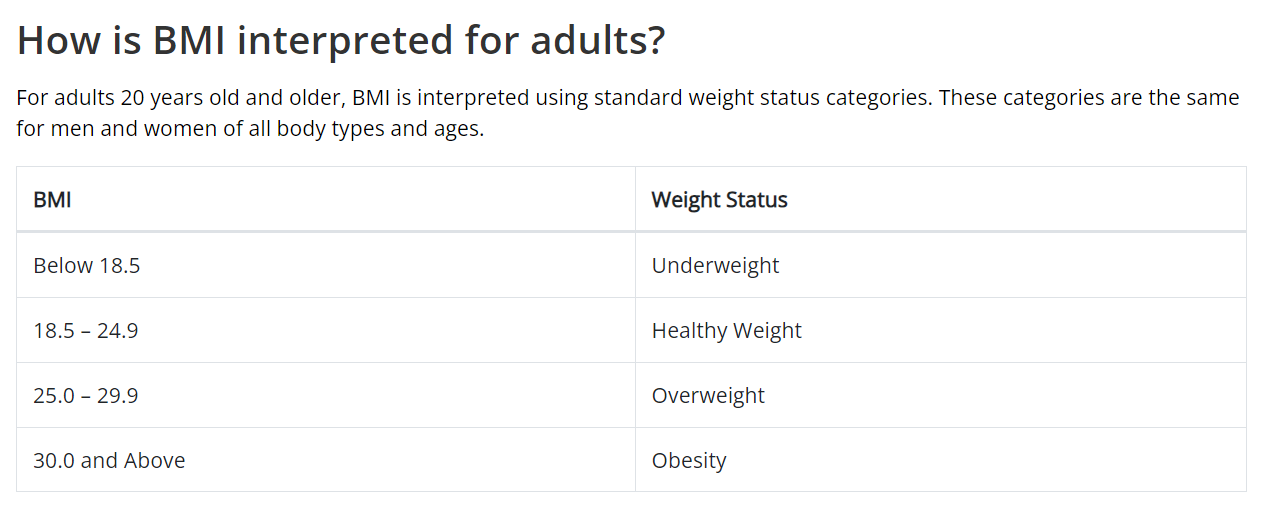 How is BMI interpreted for adults?
For adults 20 years old and older, BMI is interpreted using standard weight status categories. These categories are the same
for men and women of all body types and ages.
BMI Weight Status
Below 18.5 Underweight
18.5 – 24.9 Healthy Weight
25.0 – 29.9 Overweight
30.0 and Above Obesity